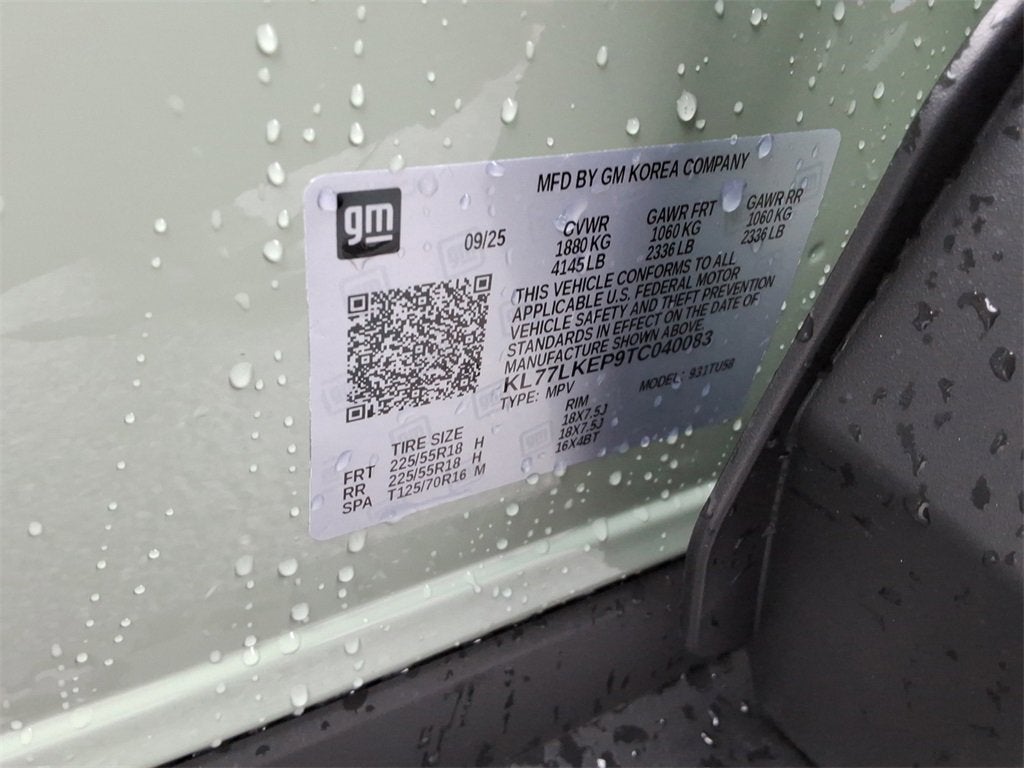 gm
MFD BY GM KOREA COMPANY
09/25
GVWR GAWR FRT GAWR RR
1880 KG 1060 KG 1060 KG
4145 LB 2336 LB 2336 LB
THIS VEHICLE CONFORMS TO ALL
APPLICABLE U.S. FEDERAL MOTOR
VEHICLE SAFETY AND THEFT PREVENTION
STANDARDS IN EFFECT ON THE DATE OF
MANUFACTURE SHOWN ABOVE.
KL77LKEP9TC040083
TYPE: MPV MODEL: 931TU58
TIRE SIZE RIM
FRT 225/55R18 H 18X7.5J
RR 225/55R18 H 18X7.5J
SPA T125/70R16 M 16X4BT